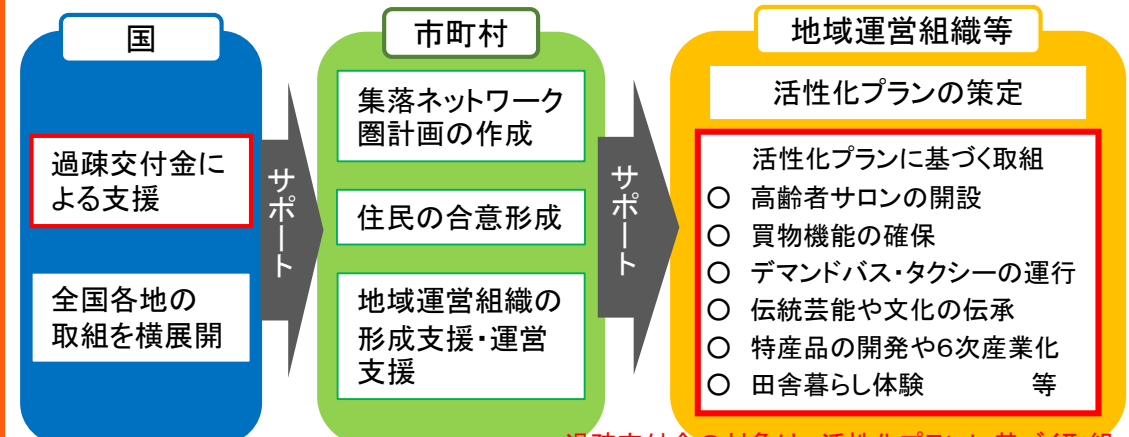 国
過疎交付金に
よる支援
全国各地の
取組を横展開
サポート
市町村
集落ネットワーク
圏計画の作成
住民の合意形成
地域運営組織の
形成支援・運営
支援
サポート
地域運営組織等
活性化プランの策定
活性化プランに基づく取組
〇 高齢者サロンの開設
〇 買物機能の確保
〇 デマンドバス・タクシーの運行
〇 伝統芸能や文化の伝承
〇 特産品の開発や6次産業化
〇 田舎暮らし体験 等